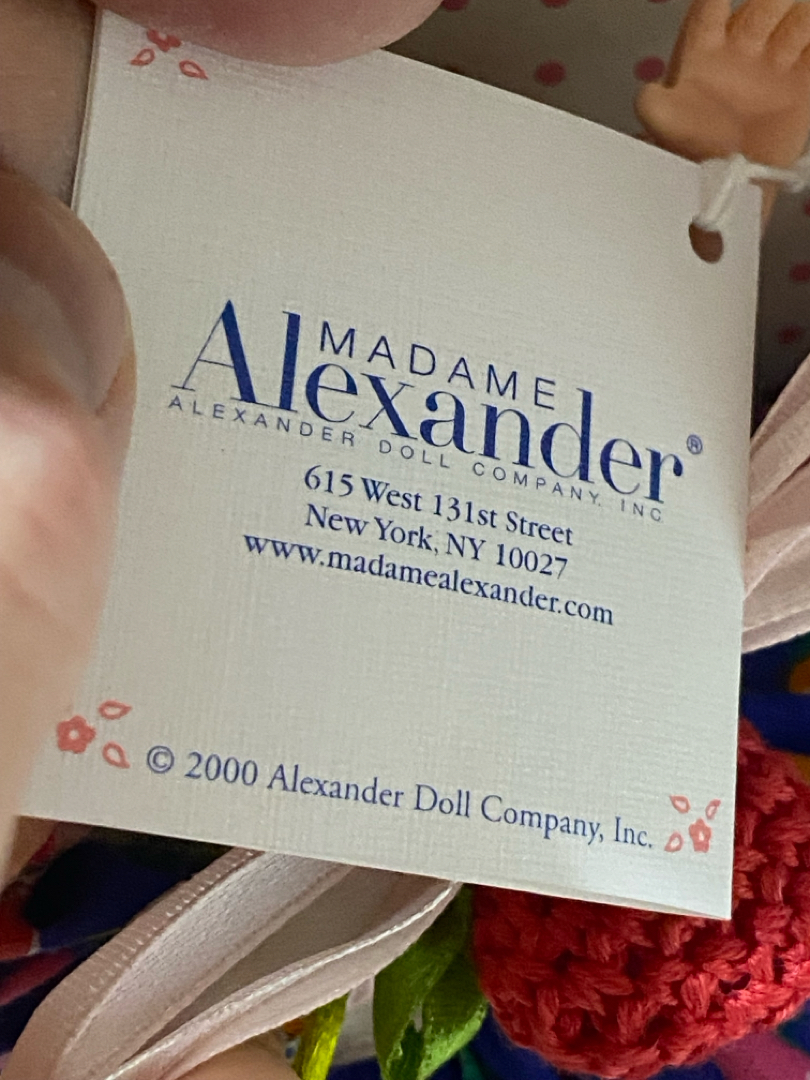 MADAME
Alexander®
ALEXANDER DOLL COMPANY, INC
615 West 131st Street
New York, NY 10027
www.madamealexander.com
© 2000 Alexander Doll Company, Inc.